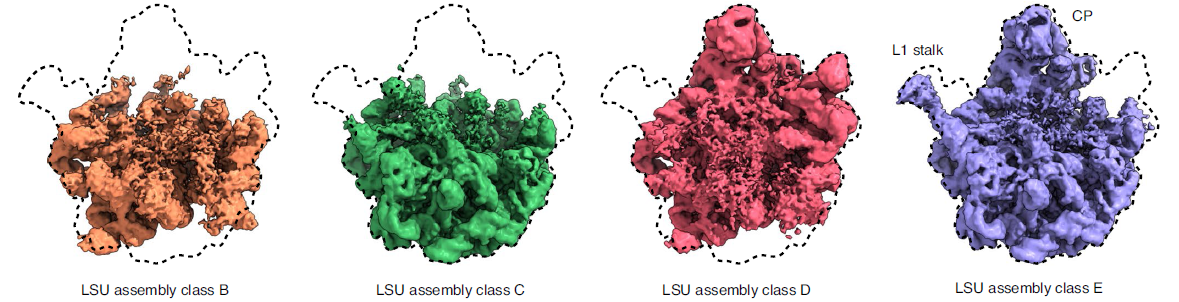 CP
L1 stalk
LSU assembly class B
LSU assembly class C
LSU assembly class D
LSU assembly class E